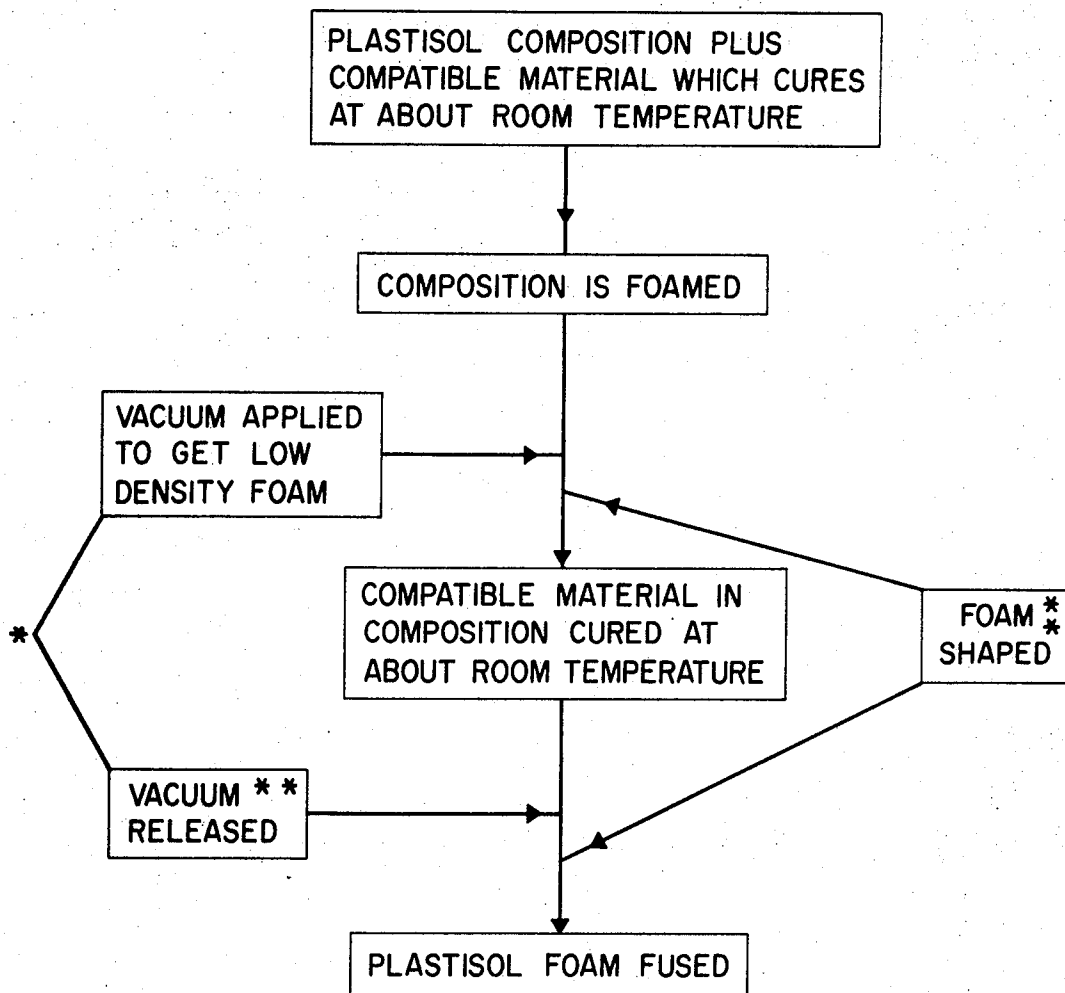 PLASTISOL COMPOSITION PLUS
COMPATIBLE MATERIAL WHICH CURES
AT ABOUT ROOM TEMPERATURE
COMPOSITION IS FOAMED
VACUUM APPLIED
TO GET LOW
DENSITY FOAM
COMPATIBLE MATERIAL IN
COMPOSITION CURED AT
ABOUT ROOM TEMPERATURE
FOAM *
SHAPED *
*
VACUUM * *
RELEASED
PLASTISOL FOAM FUSED